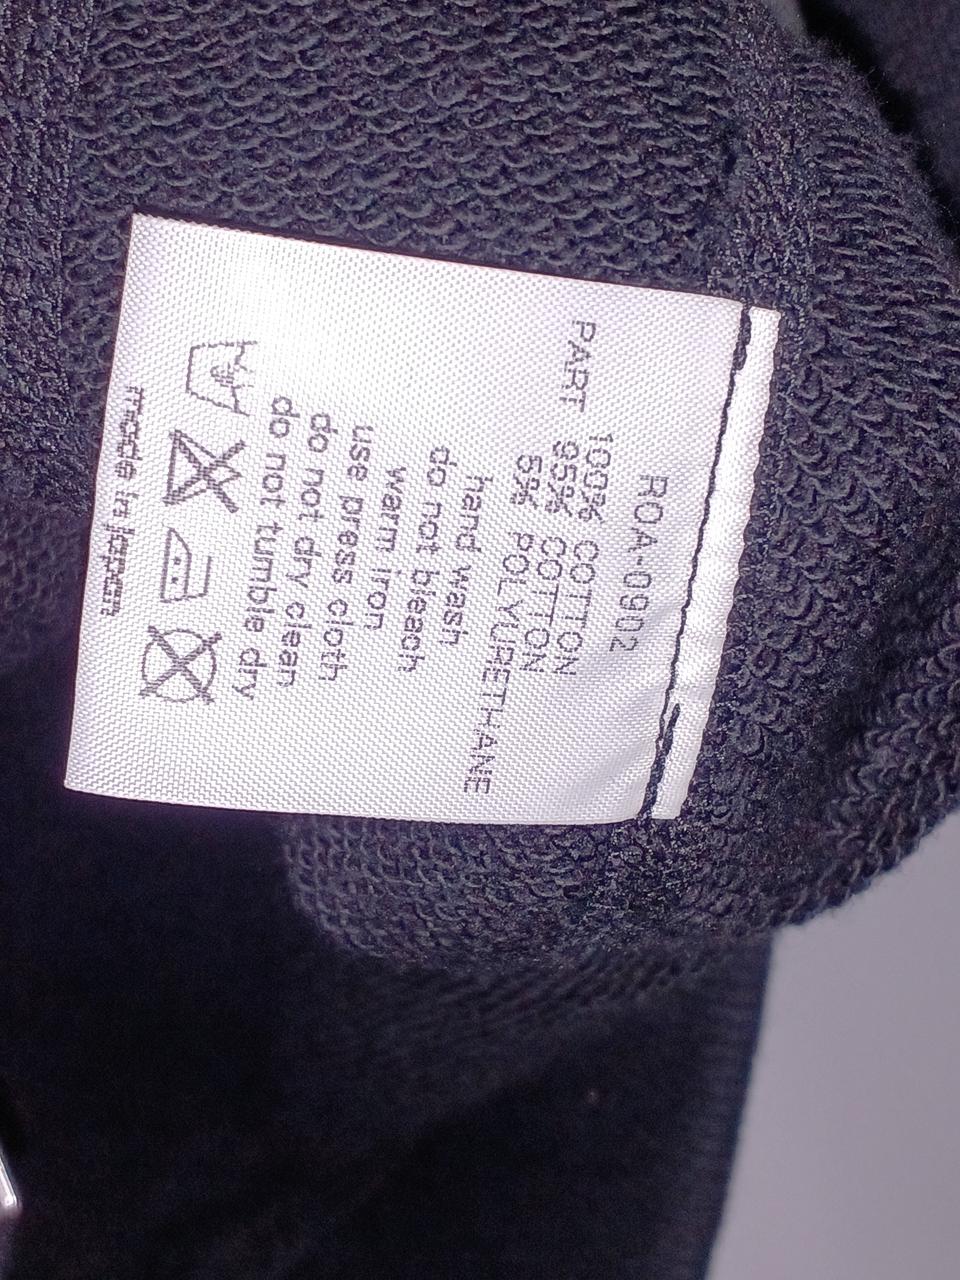 ROA-0902
100% COTTON
PART 95% COTTON
5% POLYURETHANE
hand wash
do not bleach
warm iron
use press cloth
do not dry clean
do not tumble dry
made in japan